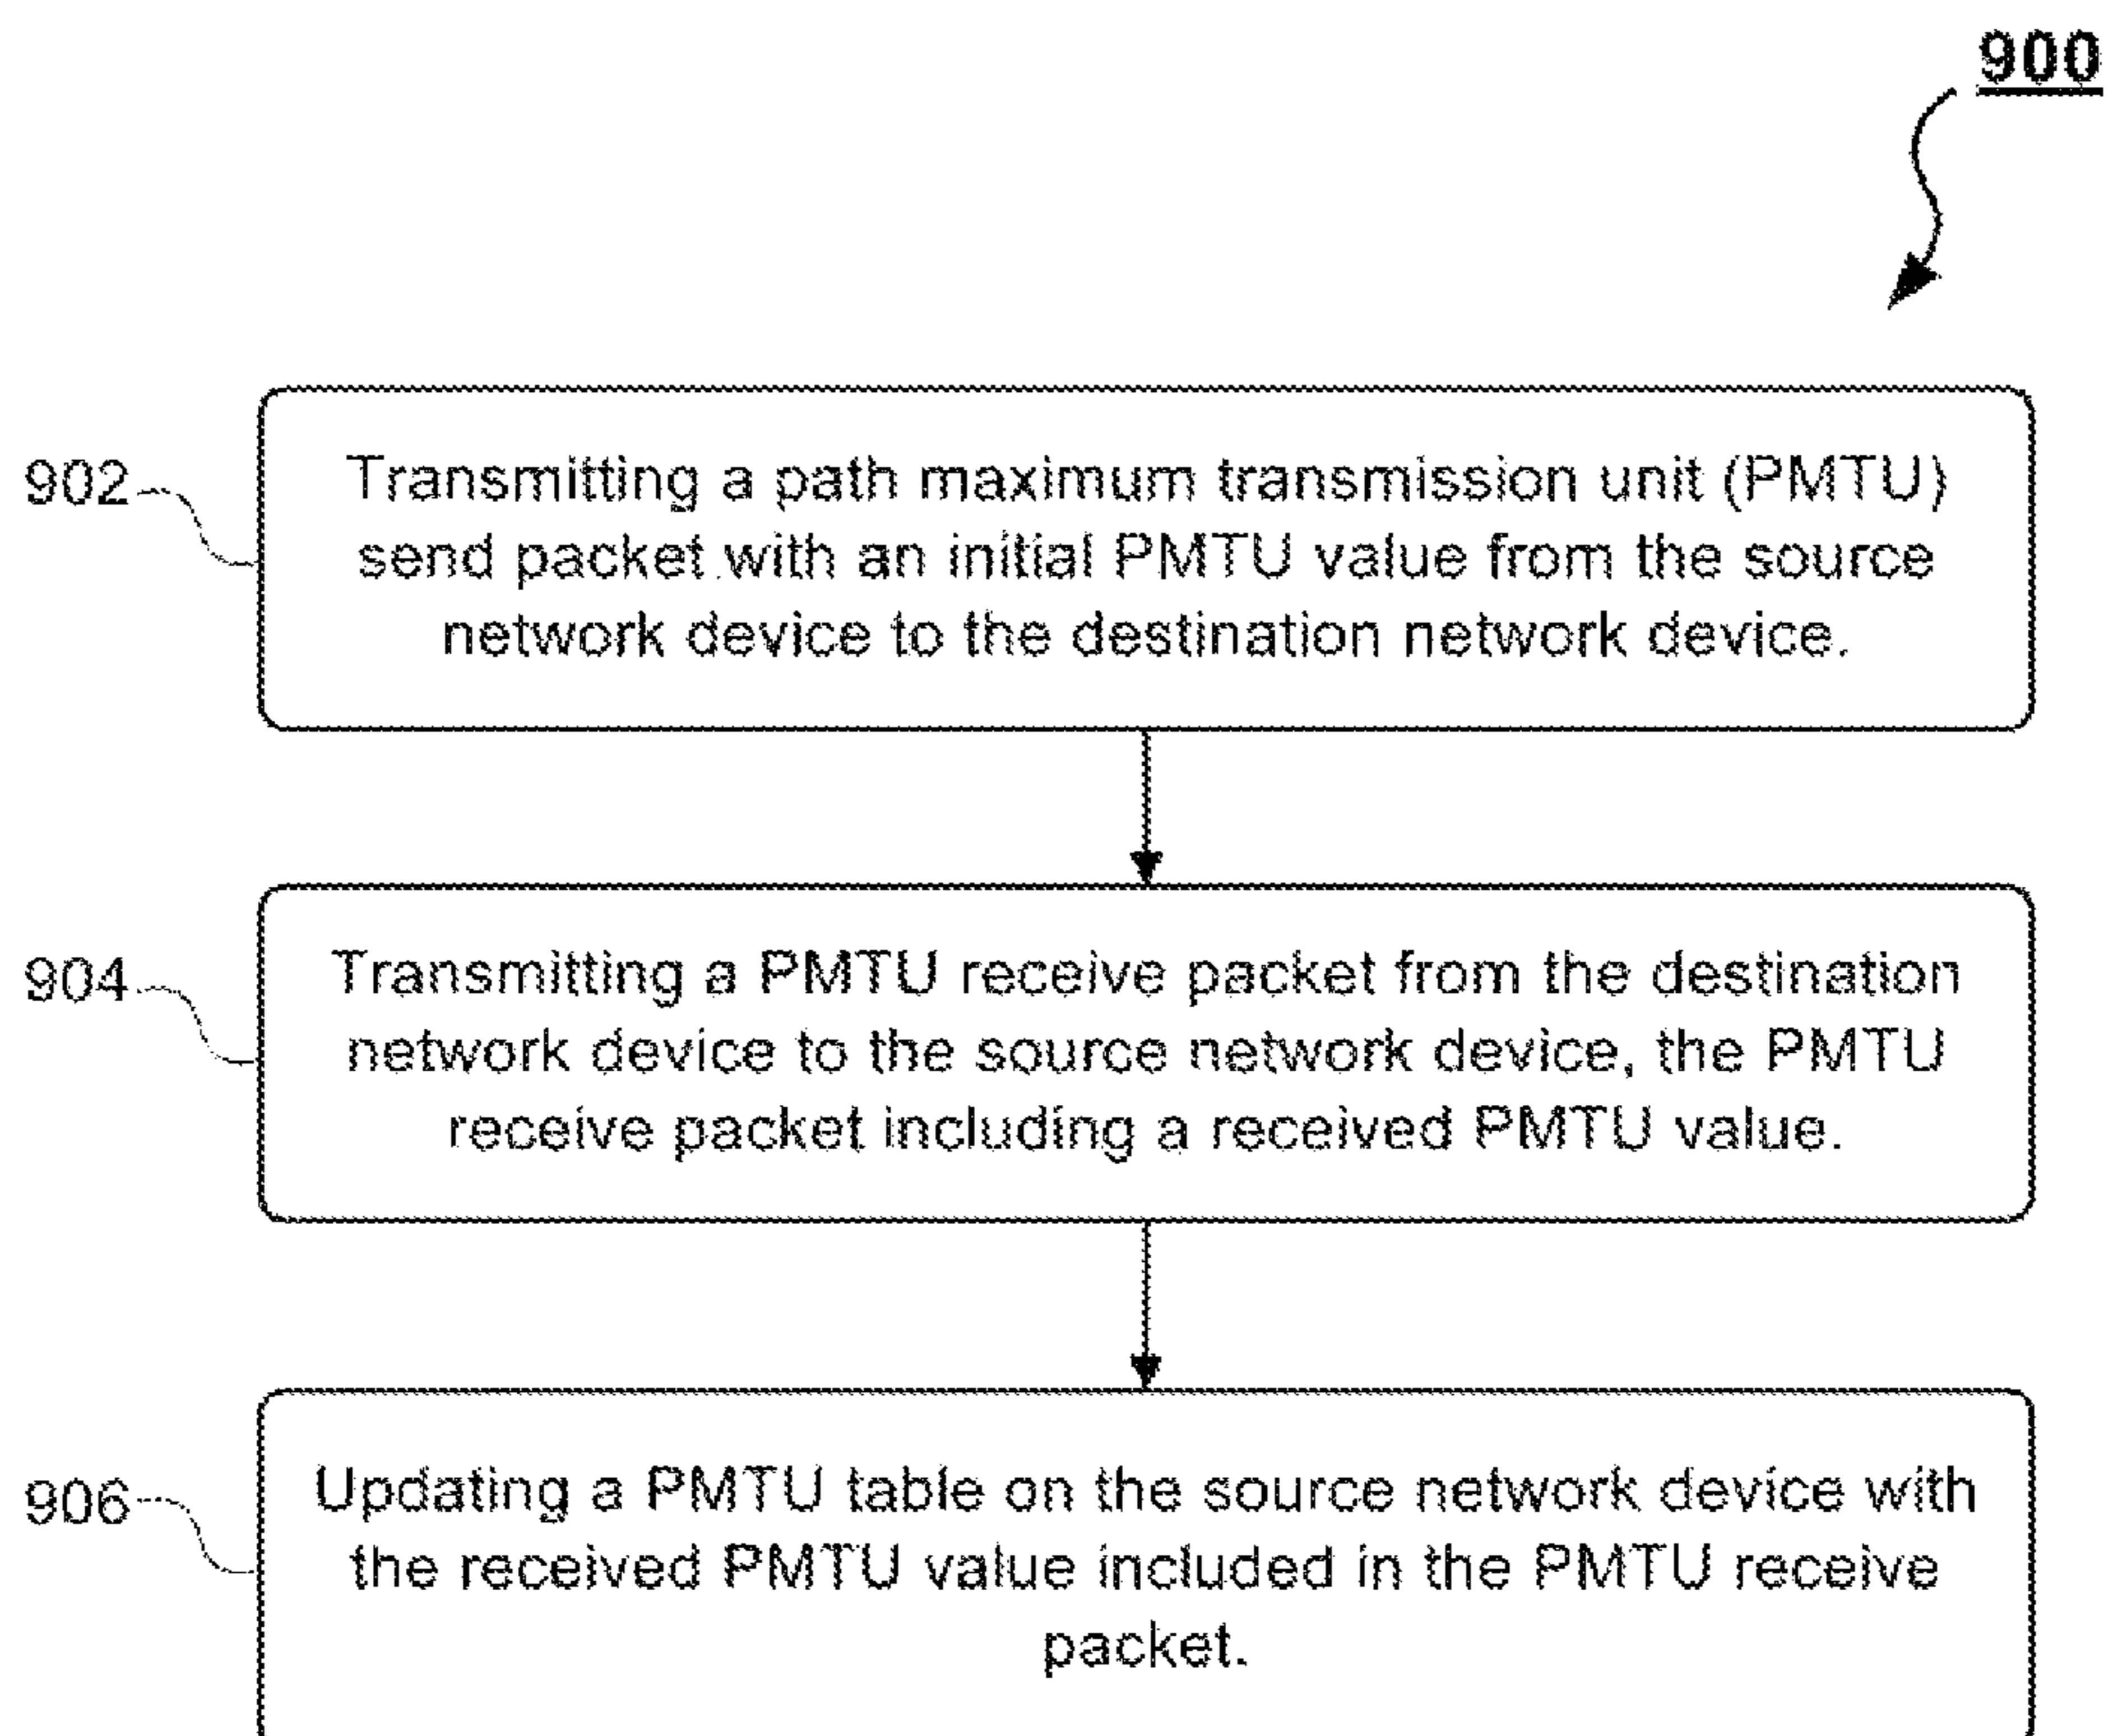 900
902
Transmitting a path maximum transmission unit (PMTU)
send packet with an initial PMTU value from the source
network device to the destination network device.
904
Transmitting a PMTU receive packet from the destination
network device to the source network device, the PMTU
receive packet including a received PMTU value.
906
Updating a PMTU table on the source network device with
the received PMTU value included in the PMTU receive
packet.